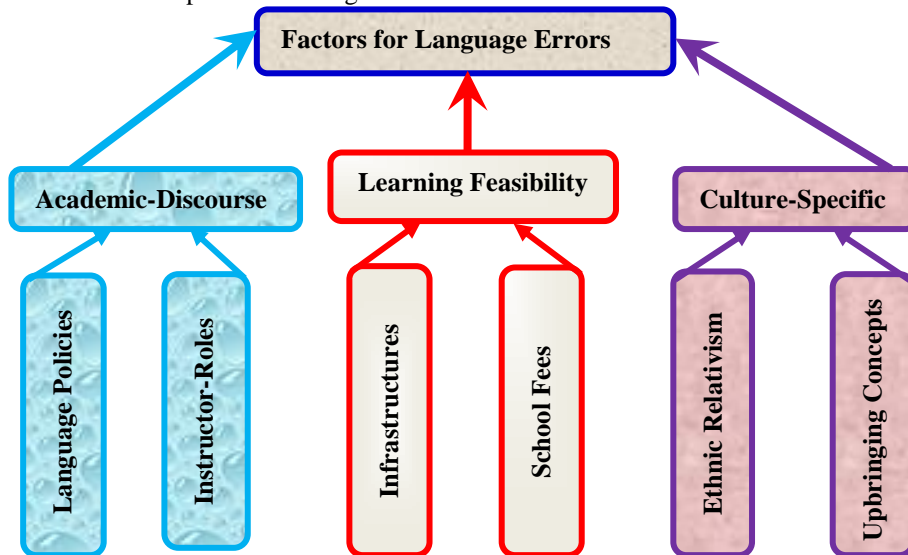 Factors for Language Errors
Academic-Discourse
Learning Feasibility
Culture-Specific
Language Policies
Instructor-Roles
Infrastructures
School Fees
Ethnic Relativism
Upbringing Concepts